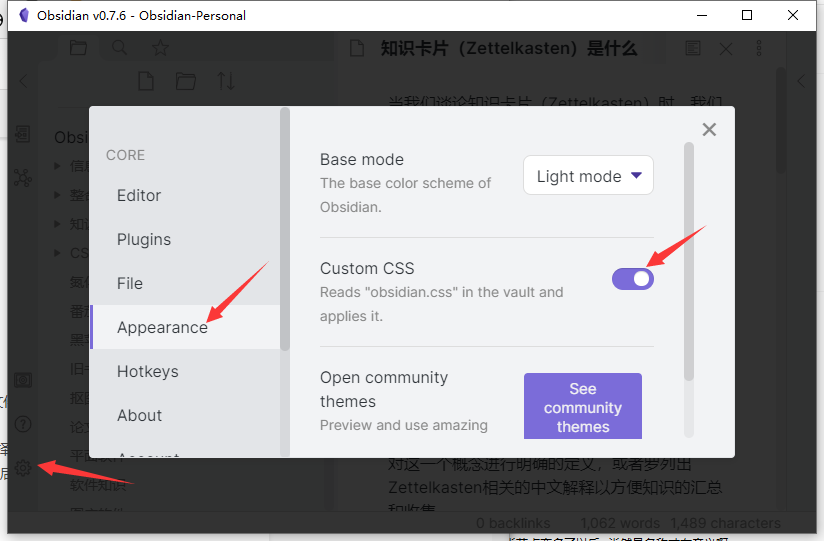 Obsidian v0.7.6 - Obsidian-Personal
知识卡片（Zettelkasten）是什么
当我们谈论知识卡片（Zettelkasten）时，我们
CORE
Editor
Plugins
File
Appearance
Hotkeys
About
Account
Base mode
The base color scheme of
Obsidian.
Light mode
Custom CSS
Reads "obsidian.css" in the vault and
applies it.
Open community
themes
Preview and use amazing
See
community
themes
软件知识
对这一个概念进行明确的定义，或者罗列出
Zettelkasten相关的中文解释以方便知识的汇总
和收集
0 backlinks 1,062 words 1,489 characters